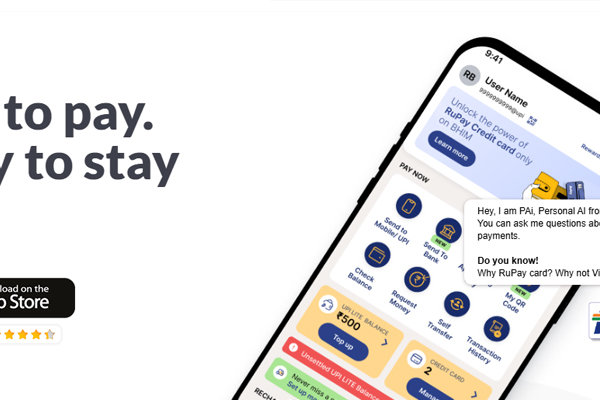 to pay.
to stay
load on the
Store
9:41
RB
User Name
9999999999@upi
Reward
Unlock the power of
RuPay Credit card only
on BHIM
Learn more
PAY NOW
Send to
Mobile/ UPI
Send To
Bank
NEW
Check
Balance
Request
Money
Self
Transfer
NEW
My QR
Code
Transaction
History
Hey, I am PAi, Personal AI fro
You can ask me questions abo
payments.
Do you know!
Why RuPay card? Why not Vi
UPI LITE BALANCE
₹500
Top up
CREDIT CARD
2
Manag
Unsettled UPI LITE Balance
Never miss a
Set up
RECHA